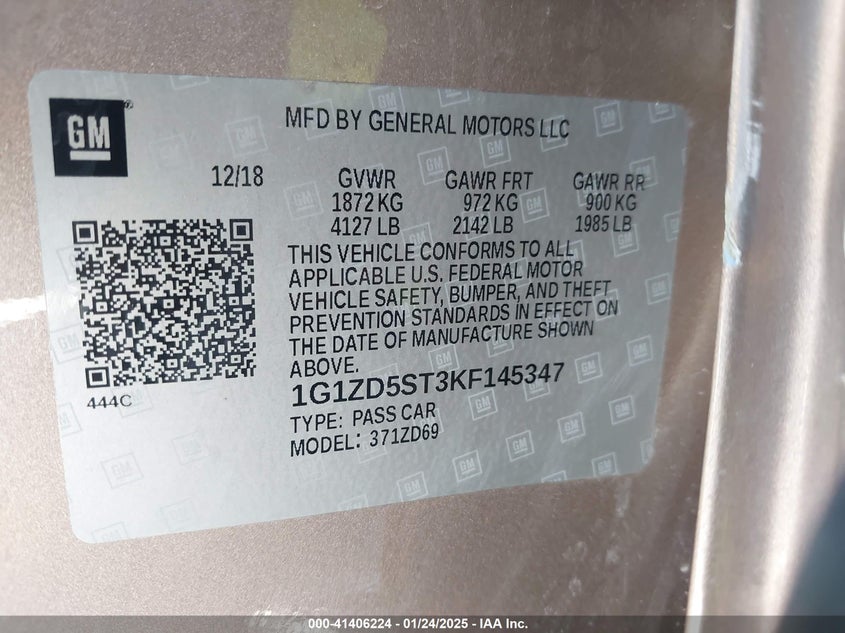 GM
MFD BY GENERAL MOTORS LLC
12/18 GVWR GAWR FRT GAWR RR
1872 KG 972 KG 900 KG
4127 LB 2142 LB 1985 LB
THIS VEHICLE CONFORMS TO ALL
APPLICABLE U.S. FEDERAL MOTOR
VEHICLE SAFETY, BUMPER, AND THEFT
PREVENTION STANDARDS IN EFFECT ON
THE DATE OF MANUFACTURE SHOWN
ABOVE.
444C
1G1ZD5ST3KF145347
TYPE: PASS CAR
MODEL: 371ZD69
000-41406224 - 01/24/2025 - IAA Inc.